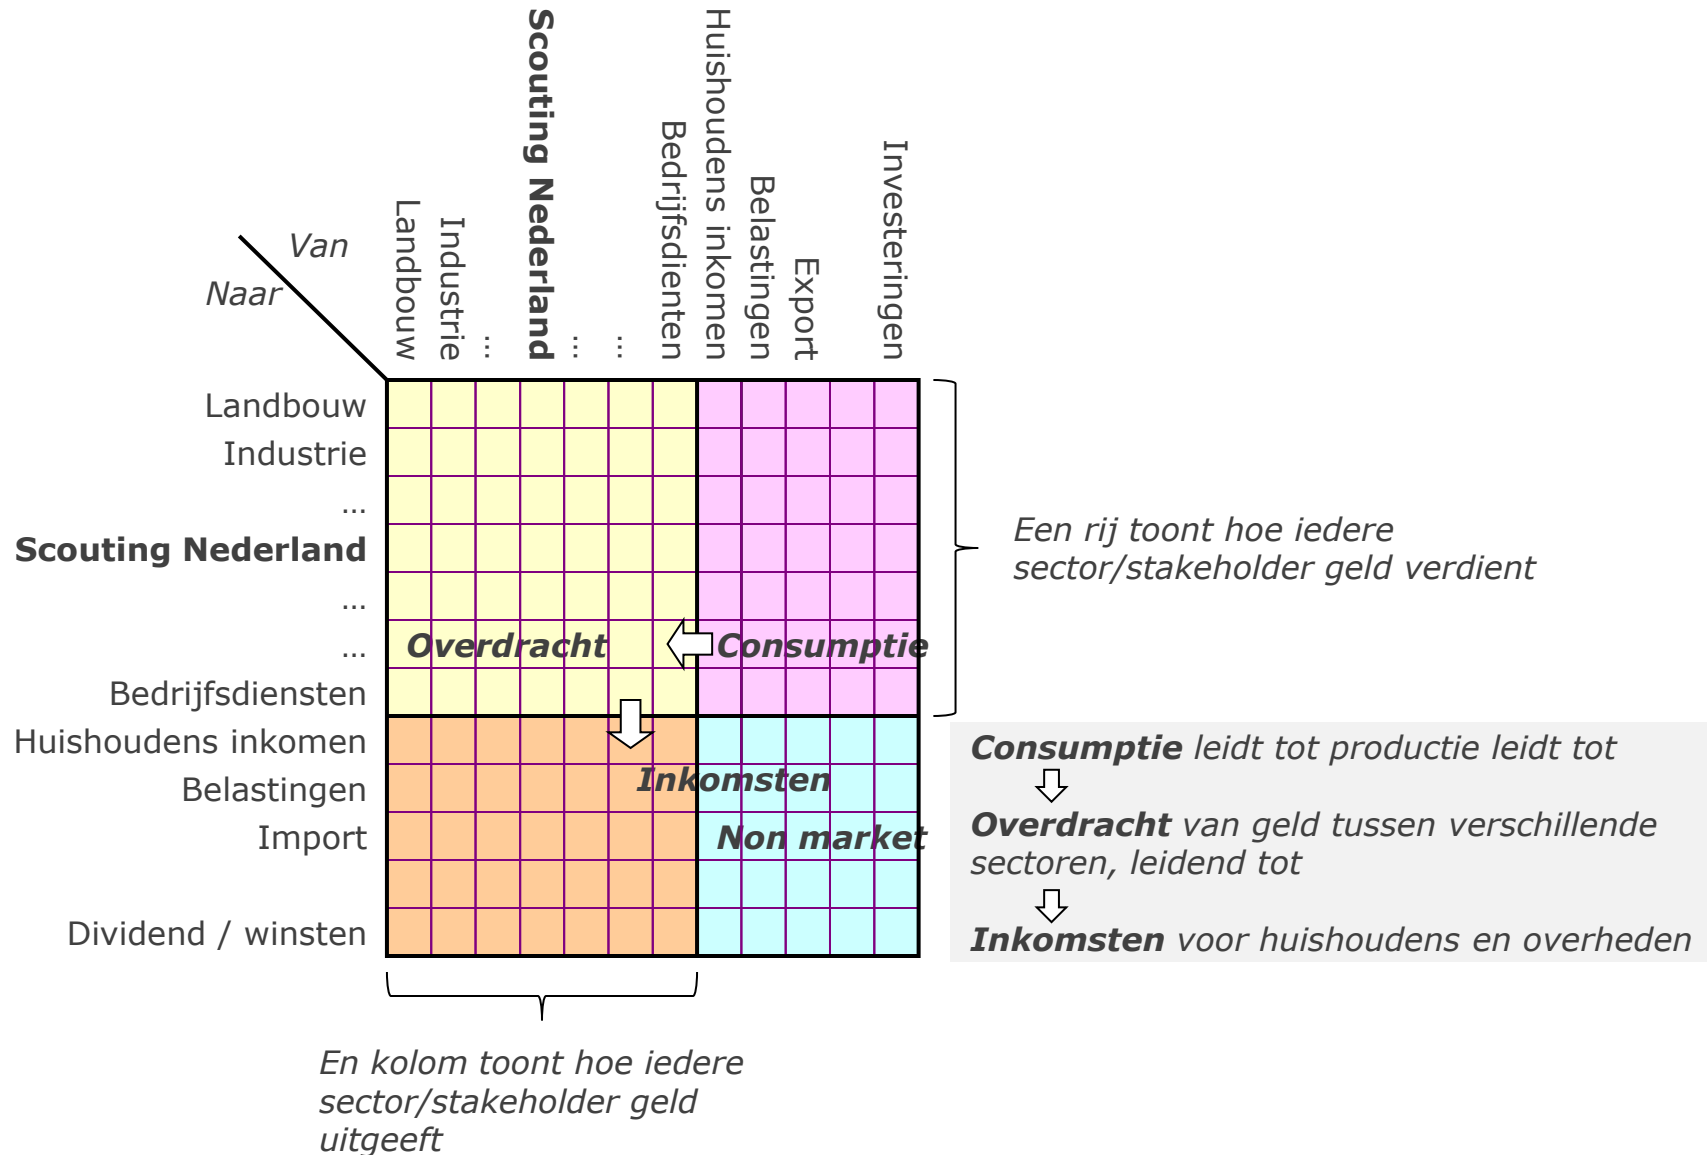 Scouting Nederland
Huishoudens inkomen
Bedrijfsdienten
Investeringen
Belastingen
Landbouw
Industrie
Export
...
...
...
Van
Naar
Landbouw
Industrie
...
Scouting Nederland
...
...
Bedrijfsdiensten
Huishoudens inkomen
Belastingen
Import
Dividend / winsten
Overdracht
Consumptie
Inkomsten
Non market
Een rij toont hoe iedere
sector/stakeholder geld verdient
Consumptie leidt tot productie leidt tot
Overdracht van geld tussen verschillende
sectoren, leidend tot
Inkomsten voor huishoudens en overheden
En kolom toont hoe iedere
sector/stakeholder geld
uitgeeft